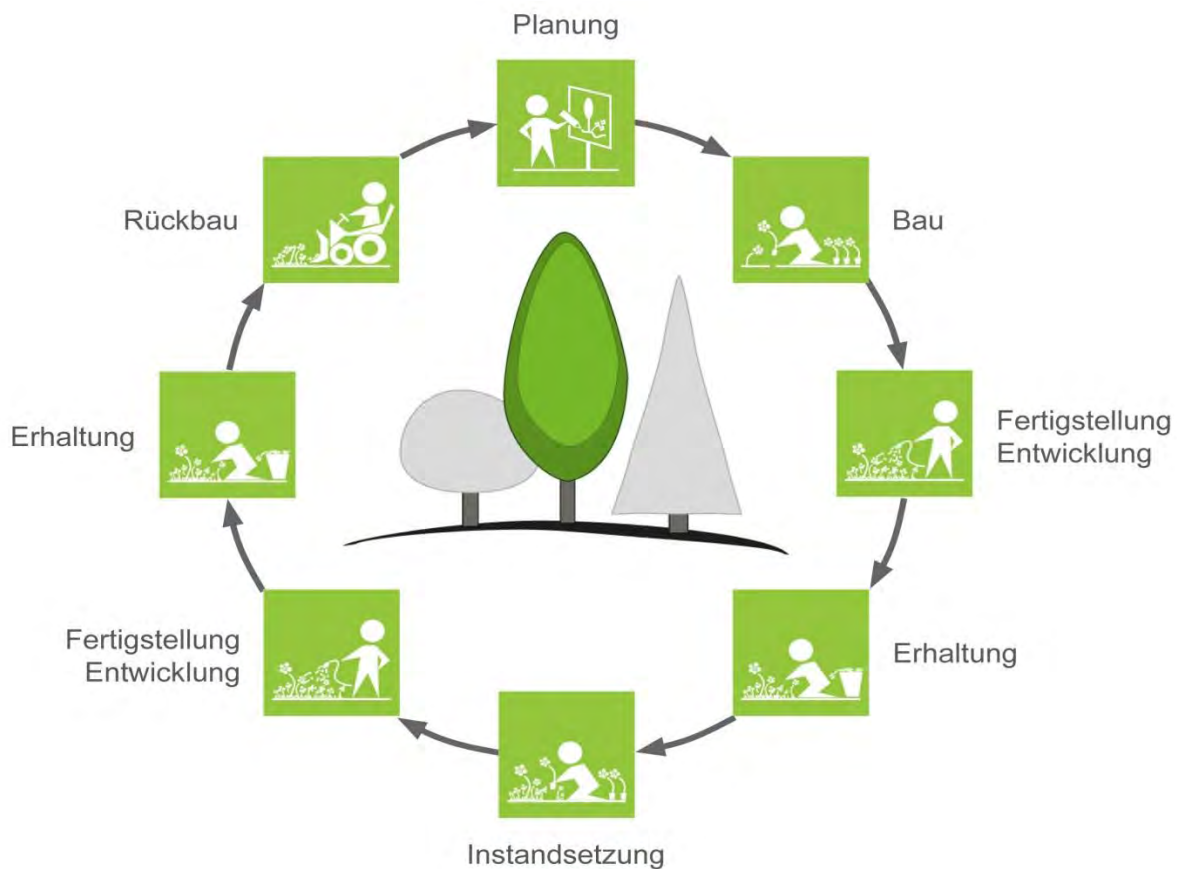 Planung
Bau
Fertigstellung
Entwicklung
Erhaltung
Instandsetzung
Fertigstellung
Entwicklung
Erhaltung
Rückbau